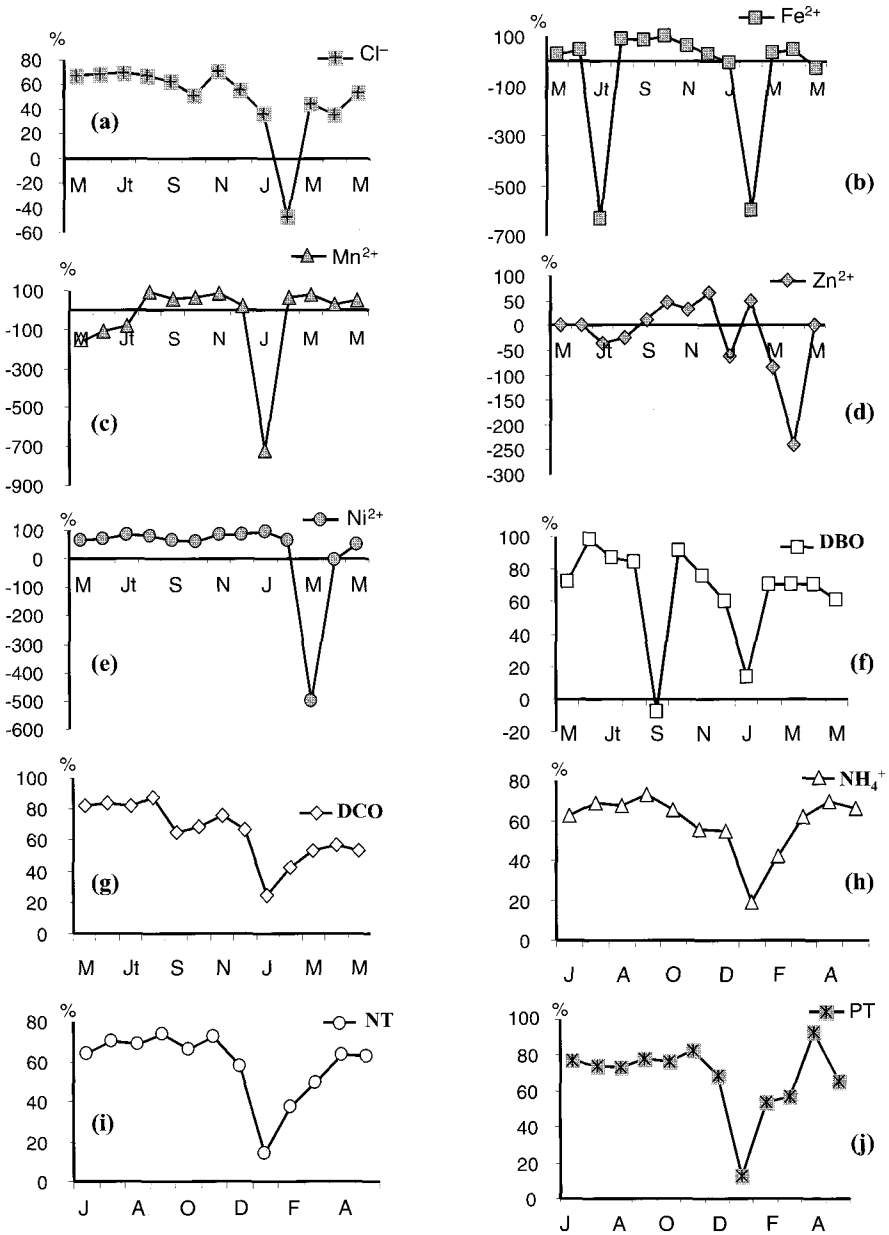 %
Cl⁻
80
60
40
20
0
-20
-40
-60
M Jt S N J M M
(a)
%
Fe²⁺
100
-100
-300
-500
-700
M Jt S N J M M
(b)
%
Mn²⁺
100
-100
-300
-500
-700
-900
M Jt S N J M M
(c)
%
Zn²⁺
100
50
0
-50
-100
-150
-200
-250
-300
M Jt S N J M M
(d)
%
Ni²⁺
100
0
-100
-200
-300
-400
-500
-600
M Jt S N J M M
(e)
%
DBO
100
80
60
40
20
0
-20
M Jt S N J M M
(f)
%
DCO
100
80
60
40
20
0
M Jt S N J M M
(g)
%
NH₄⁺
80
60
40
20
0
J A O D F A
(h)
%
NT
80
60
40
20
0
J A O D F A
(i)
%
PT
100
80
60
40
20
0
J A O D F A
(j)